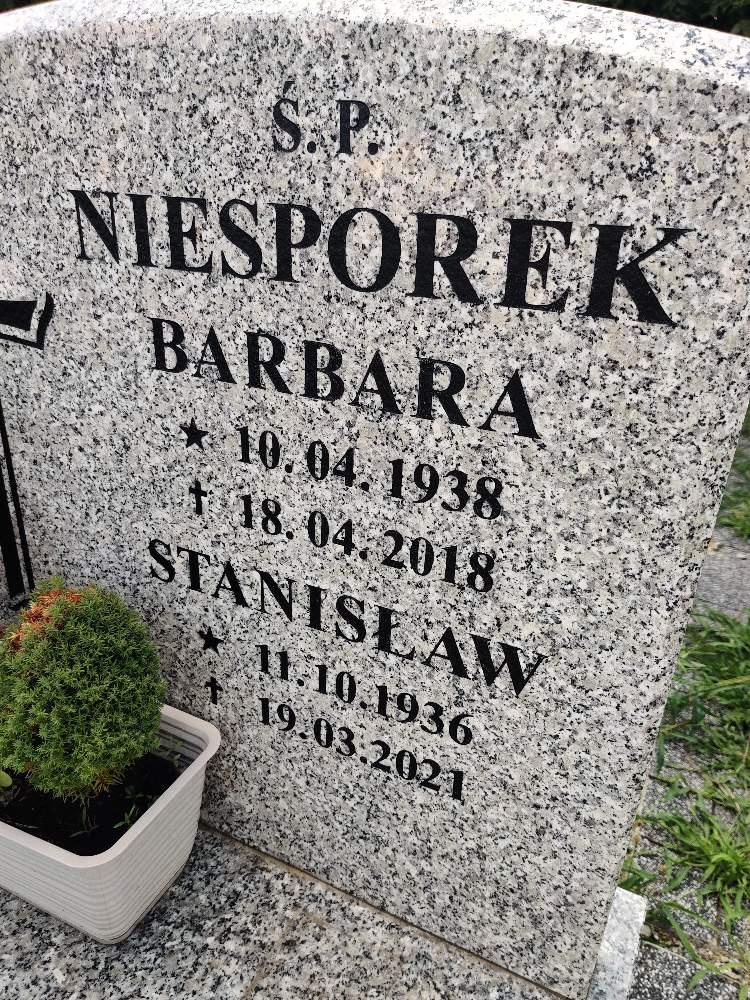 Ś. P.
NIESPOREK
BARBARA
★ 10. 04. 1938
✝ 18. 04. 2018
STANISŁAW
★ 11.10.1936
✝ 19.03.2021